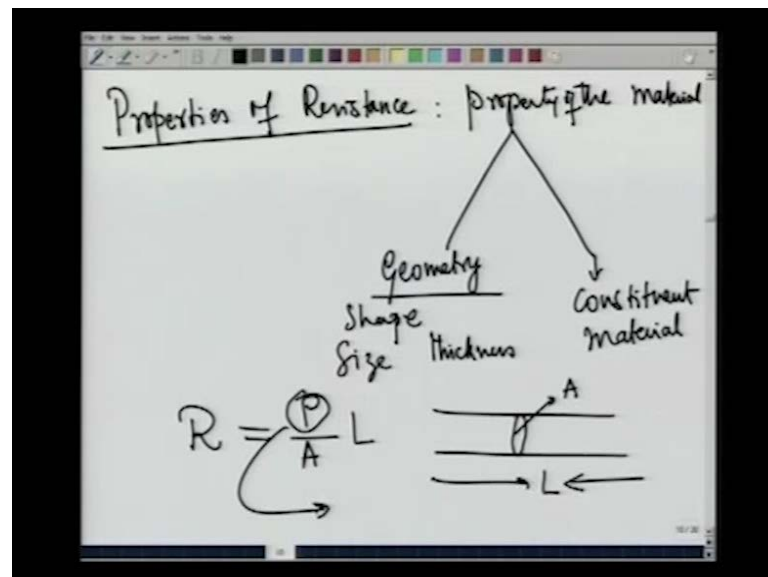 Properties of Resistance : property of the material
Geometry
Shape
Size thickness
Constituent
material
R = ρ/A L
A
L